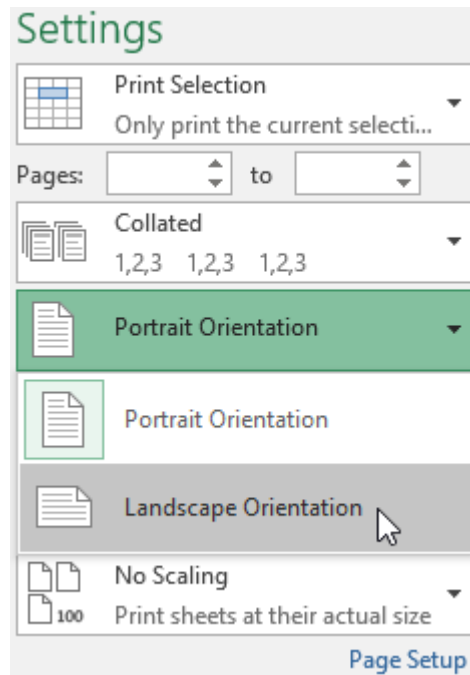 Settings
Print Selection
Only print the current selecti...
Pages: to
Collated
1,2,3 1,2,3 1,2,3
Portrait Orientation
Portrait Orientation
Landscape Orientation
No Scaling
100 Print sheets at their actual size
Page Setup